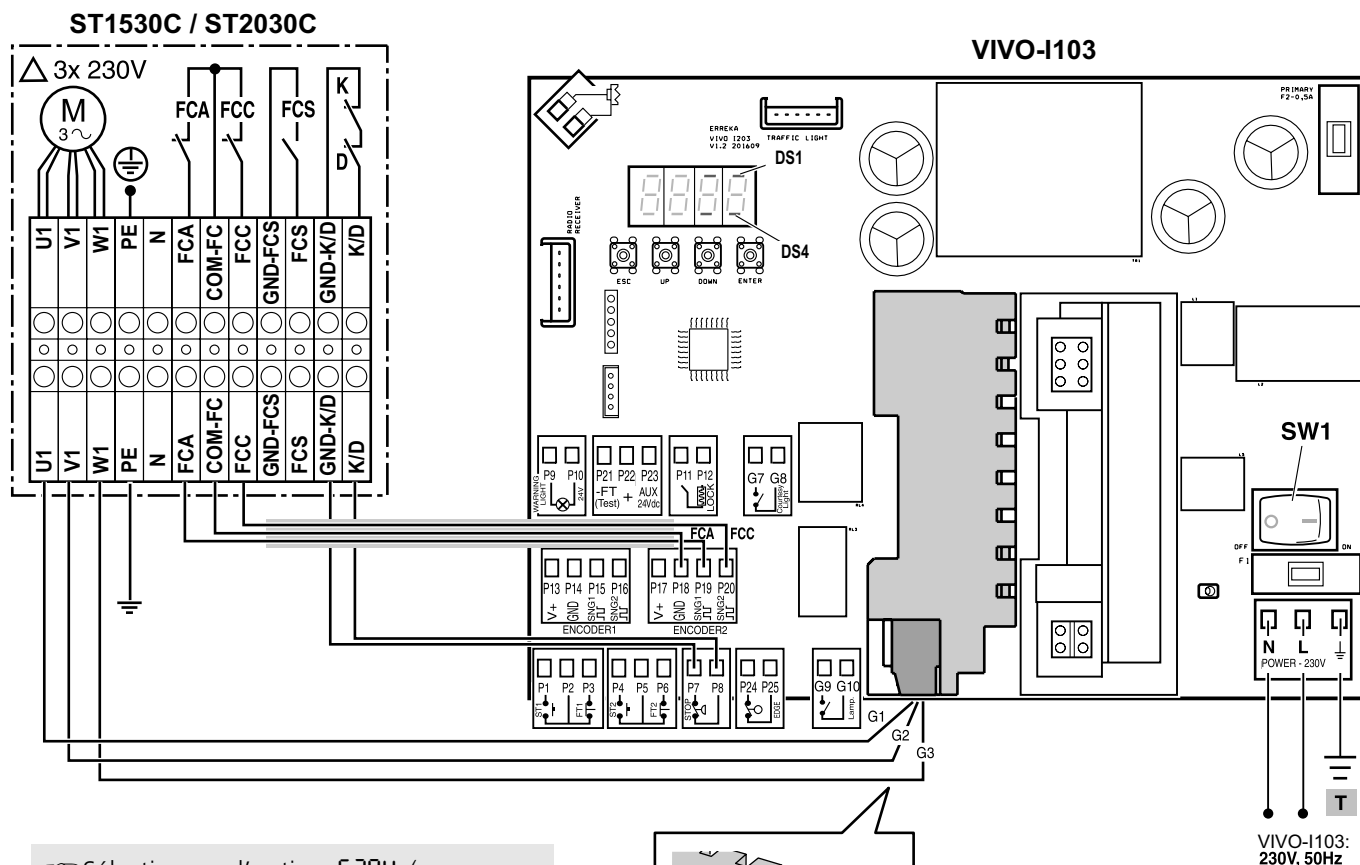 ST1530C / ST2030C
3x 230V
M
3
FCA FCC FCS
K
D
U1 V1 W1 PE N FCA COM-FC FCC GND-FCS FCS GND-K/D K/D
U1 V1 W1 PE N FCA COM-FC FCC GND-FCS FCS GND-K/D K/D
VIVO-I103
PRIMARY
F2-0,5A
ERREKA
VIVO I203
V1.2 201609
TRAFFIC LIGHT
DS1
DS4
RADIO
RECEIVER
ESC UP DOWN ENTER
SW1
OFF ON
F1
P9 P10
WARNING
LIGHT
24V
P21 P22 P23
-FT
(Test)
+
AUX
24Vdc
P11 P12
LOCK
G7 G8
Courtesy
Light
FCA FCC
P13 P14 P15 P16
V+ GND SNG1 SNG2
ENCODER1
P17 P18 P19 P20
V+ GND SNG1 SNG2
ENCODER2
P1 P2 P3
ST1 FT1
P4 P5 P6
ST2 FT2
P7 P8
STOP
P24 P25
EDGE
G9 G10
Lamp.
G1
G2
G3
N L
POWER - 230V
T
VIVO-I103:
230V, 50Hz